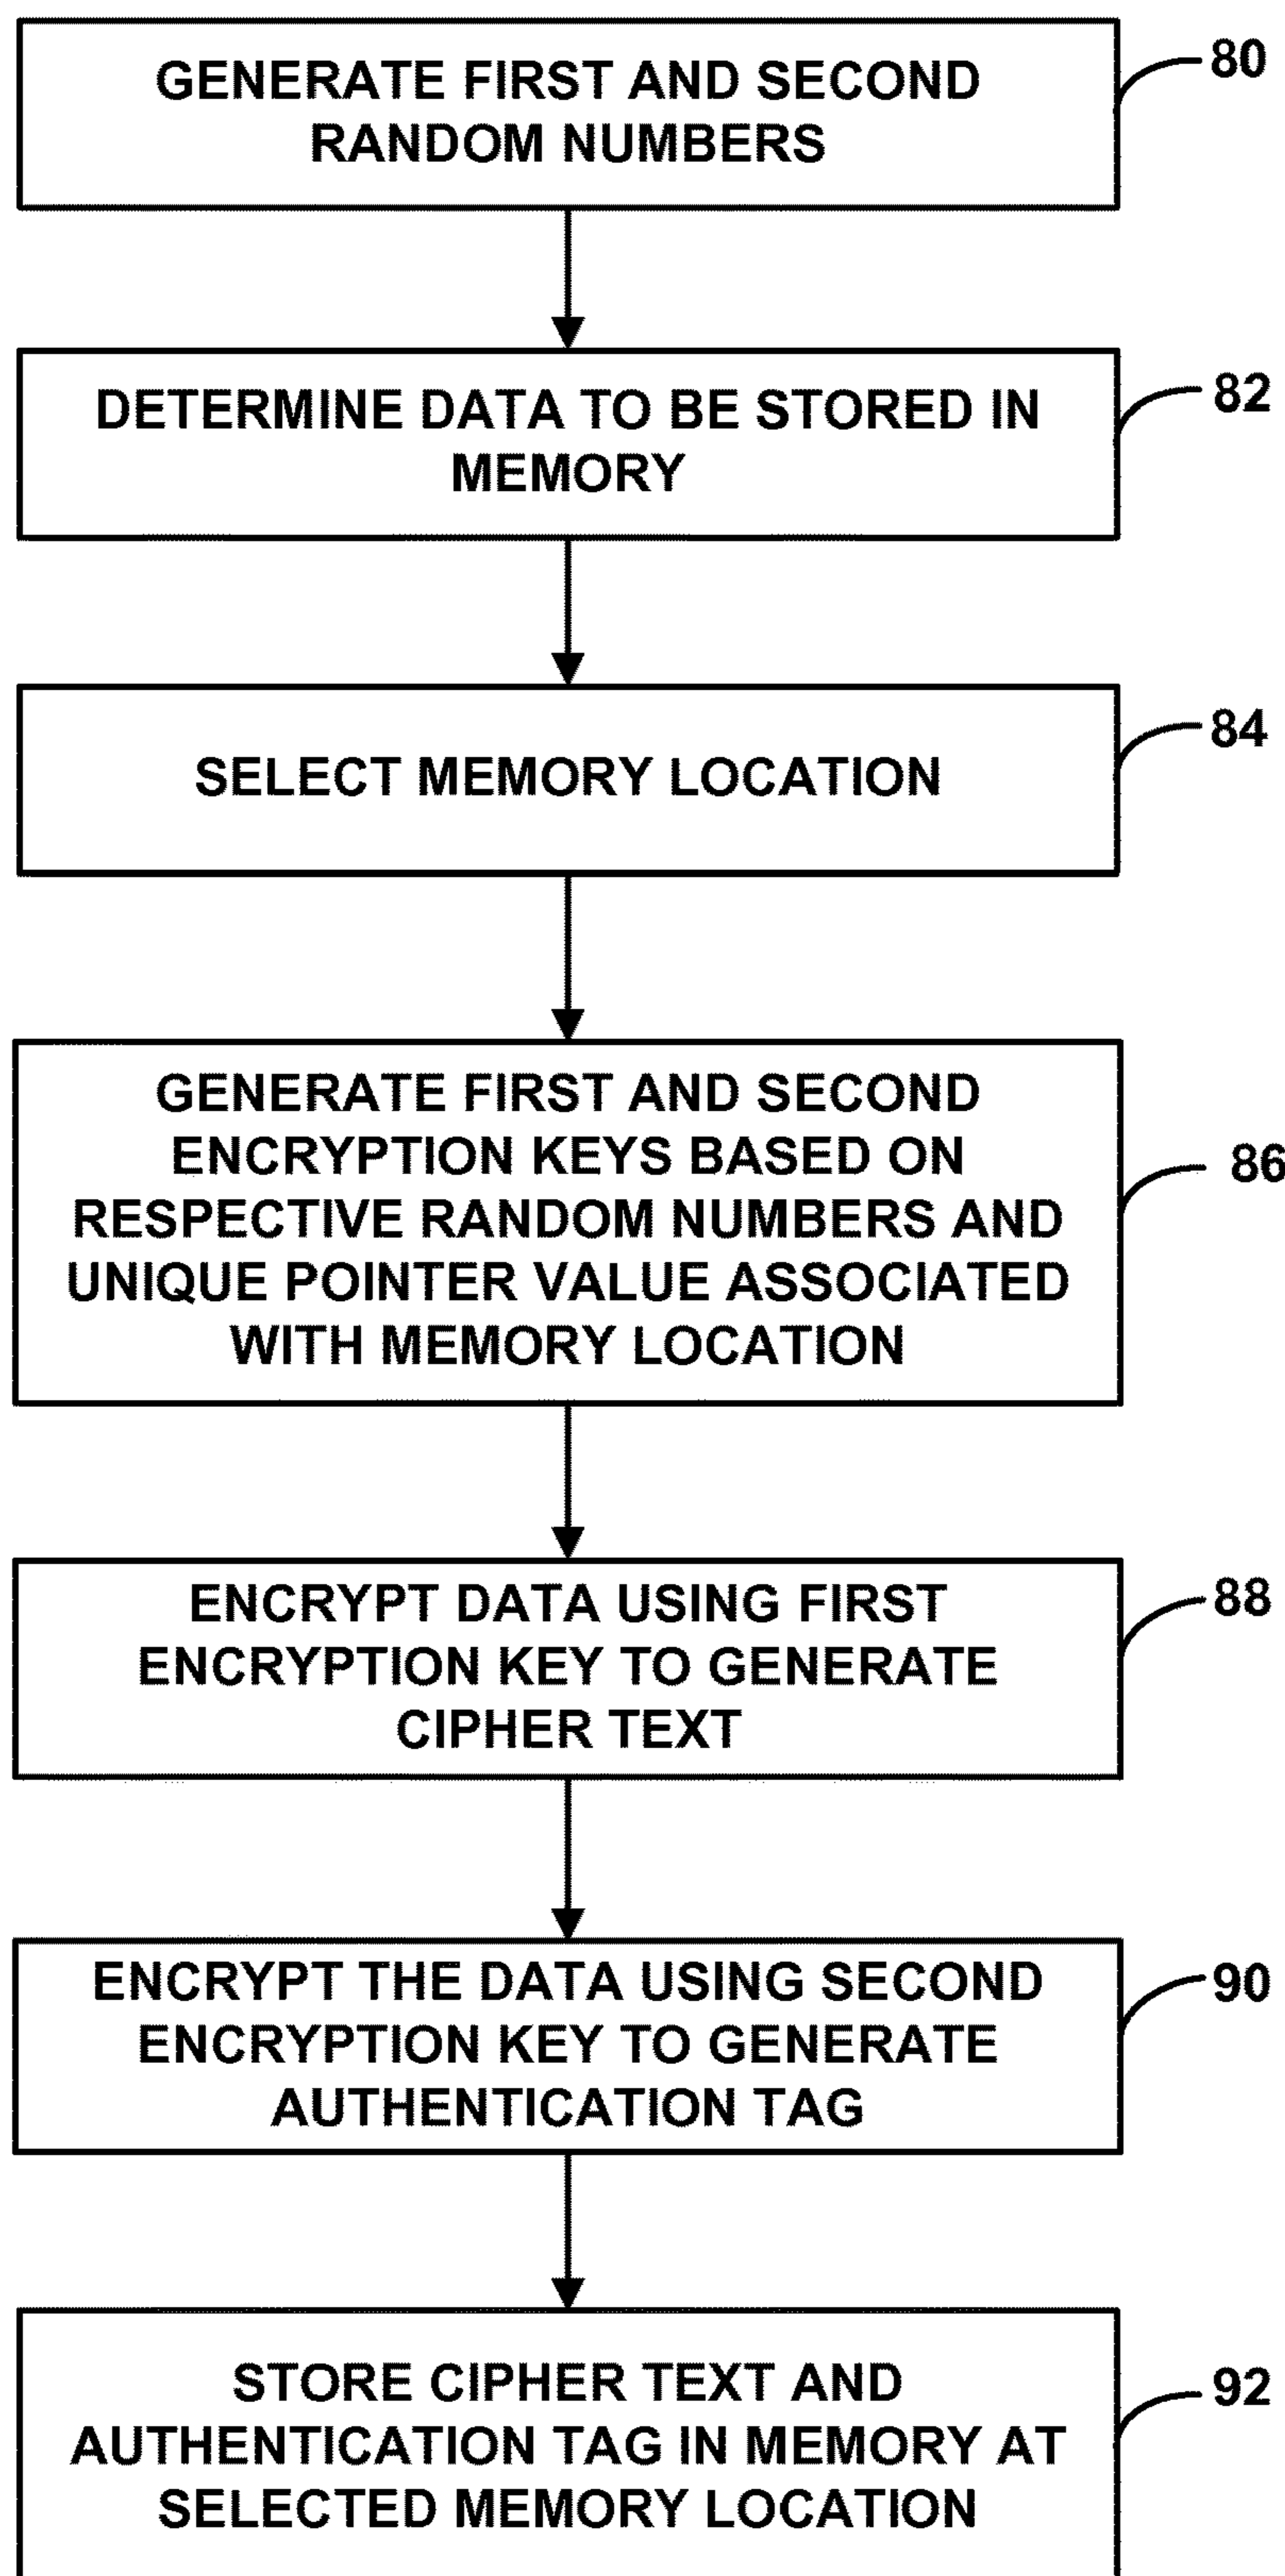 GENERATE FIRST AND SECOND
RANDOM NUMBERS
80
DETERMINE DATA TO BE STORED IN
MEMORY
82
SELECT MEMORY LOCATION
84
GENERATE FIRST AND SECOND
ENCRYPTION KEYS BASED ON
RESPECTIVE RANDOM NUMBERS AND
UNIQUE POINTER VALUE ASSOCIATED
WITH MEMORY LOCATION
86
ENCRYPT DATA USING FIRST
ENCRYPTION KEY TO GENERATE
CIPHER TEXT
88
ENCRYPT THE DATA USING SECOND
ENCRYPTION KEY TO GENERATE
AUTHENTICATION TAG
90
STORE CIPHER TEXT AND
AUTHENTICATION TAG IN MEMORY AT
SELECTED MEMORY LOCATION
92